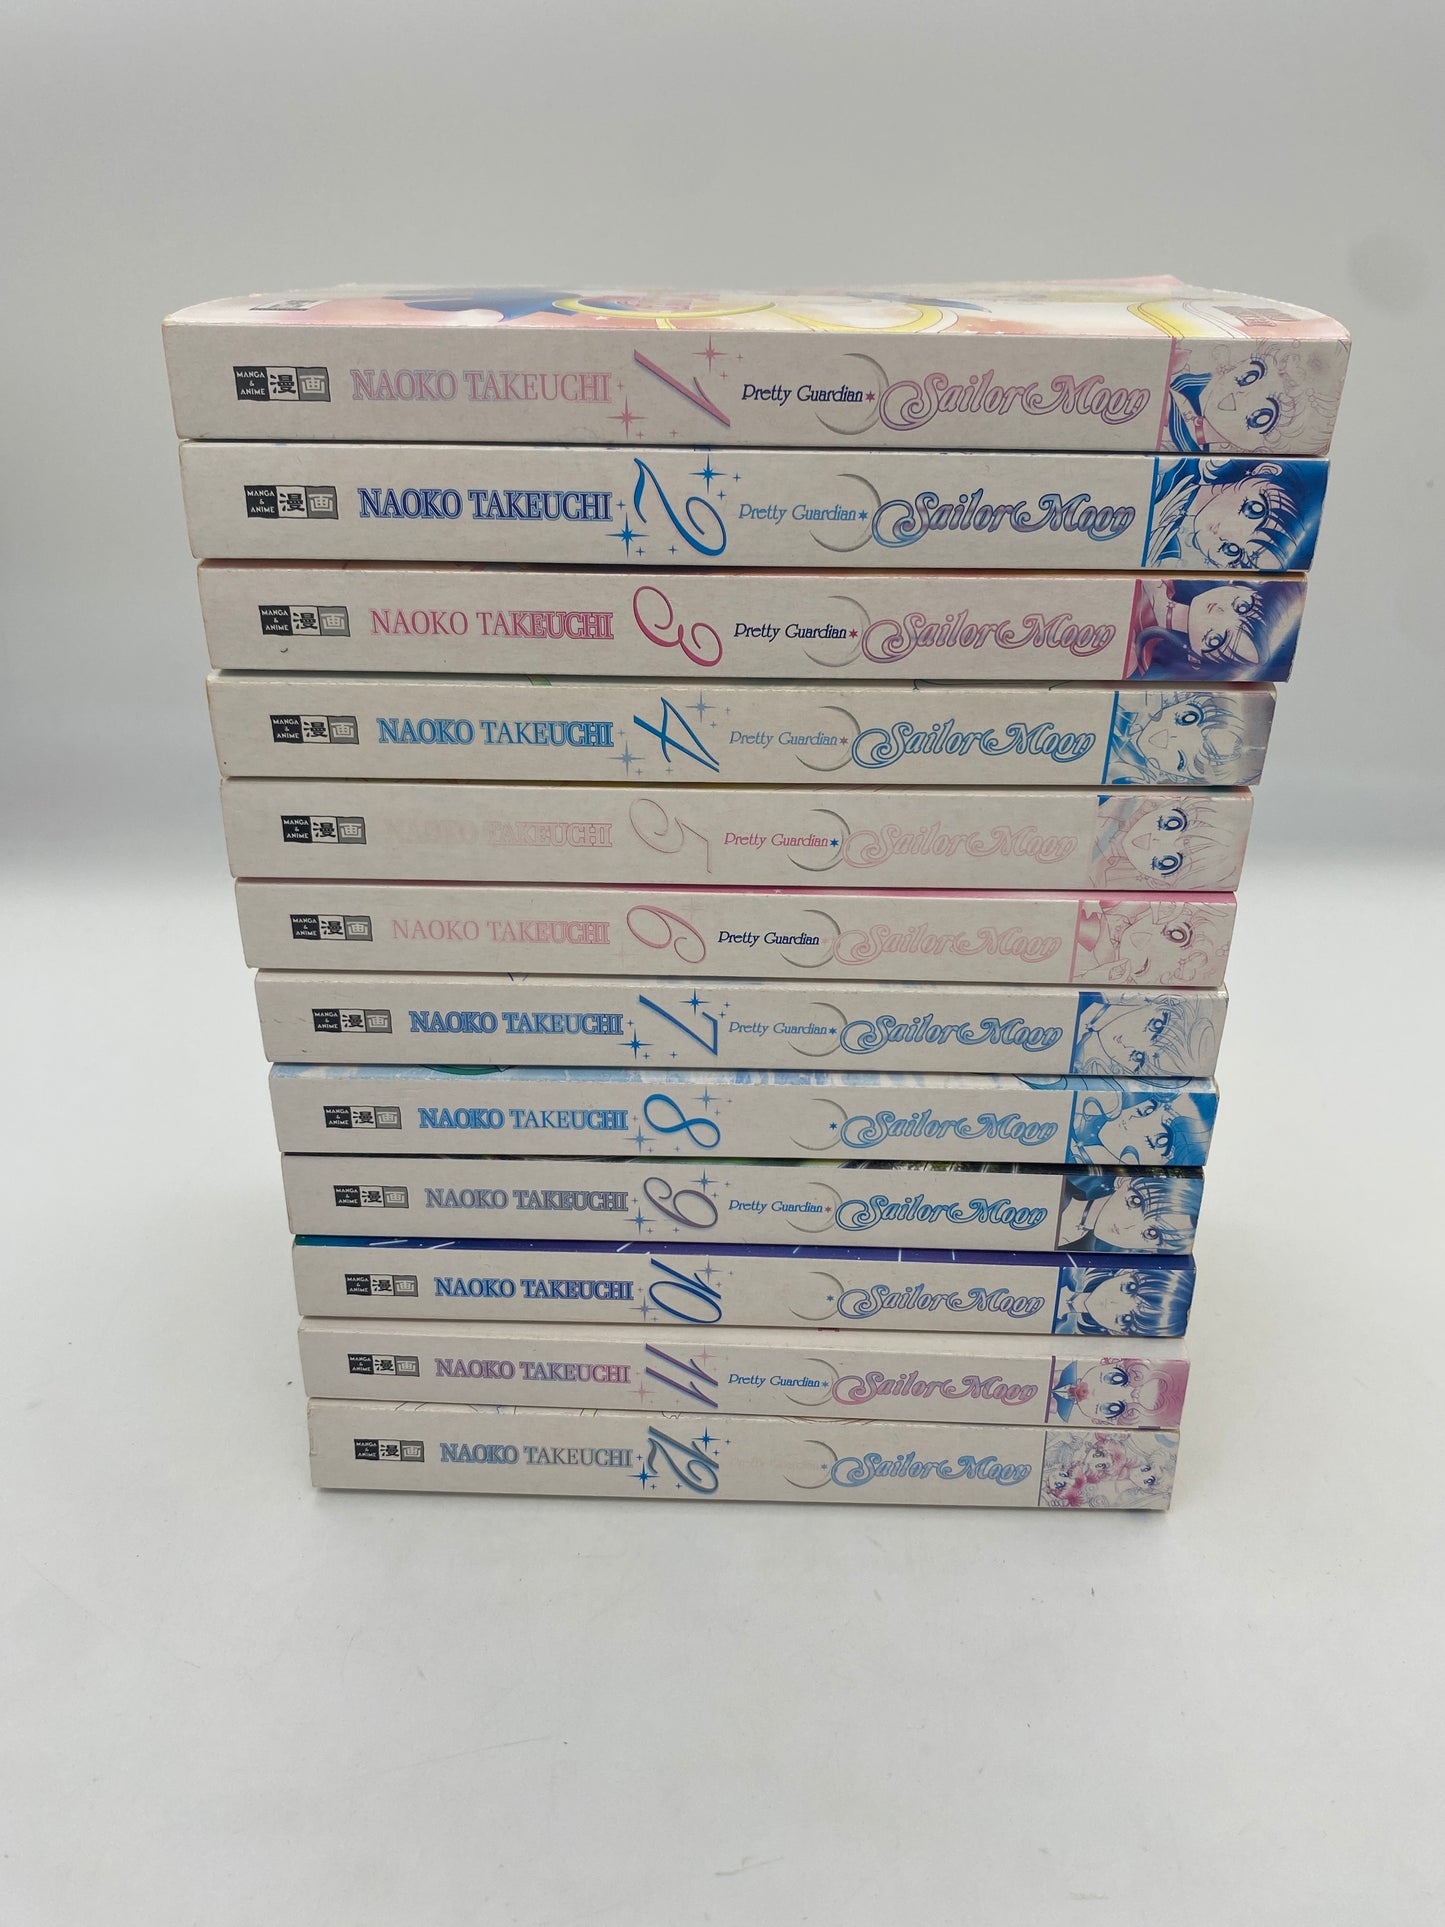 MANGA & ANIME 漫画 NAOKO TAKEUCHI 1 Pretty Guardian Sailor Moon
MANGA & ANIME 漫画 NAOKO TAKEUCHI 2 Pretty Guardian Sailor Moon
MANGA & ANIME 漫画 NAOKO TAKEUCHI 3 Pretty Guardian Sailor Moon
MANGA & ANIME 漫画 NAOKO TAKEUCHI 4 Pretty Guardian Sailor Moon
MANGA & ANIME 漫画 NAOKO TAKEUCHI 5 Pretty Guardian Sailor Moon
MANGA & ANIME 漫画 NAOKO TAKEUCHI 6 Pretty Guardian Sailor Moon
MANGA & ANIME 漫画 NAOKO TAKEUCHI 7 Pretty Guardian Sailor Moon
MANGA & ANIME 漫画 NAOKO TAKEUCHI 8 Sailor Moon
MANGA & ANIME 漫画 NAOKO TAKEUCHI 9 Pretty Guardian Sailor Moon
MANGA & ANIME 漫画 NAOKO TAKEUCHI 10 Sailor Moon
MANGA & ANIME 漫画 NAOKO TAKEUCHI 11 Pretty Guardian Sailor Moon
MANGA & ANIME 漫画 NAOKO TAKEUCHI 12 Sailor Moon